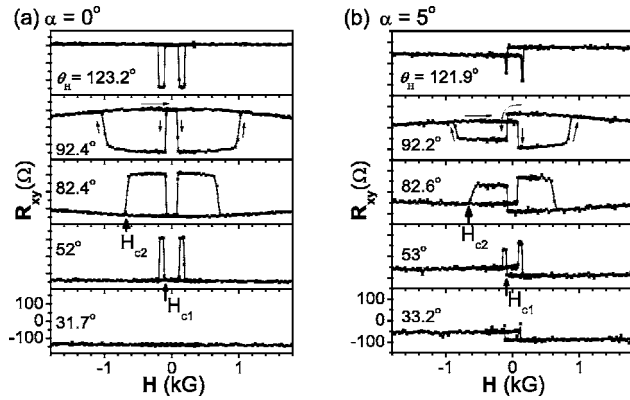 (a) α = 0°
θH = 123.2°
92.4°
82.4°
Hc2
52°
Hc1
31.7°
100
0
-100
Rxy(Ω)
-1 0 1
H (kG)
(b) α = 5°
θH = 121.9°
92.2°
82.6°
Hc2
53°
Hc1
33.2°
100
0
-100
Rxy(Ω)
-1 0 1
H (kG)